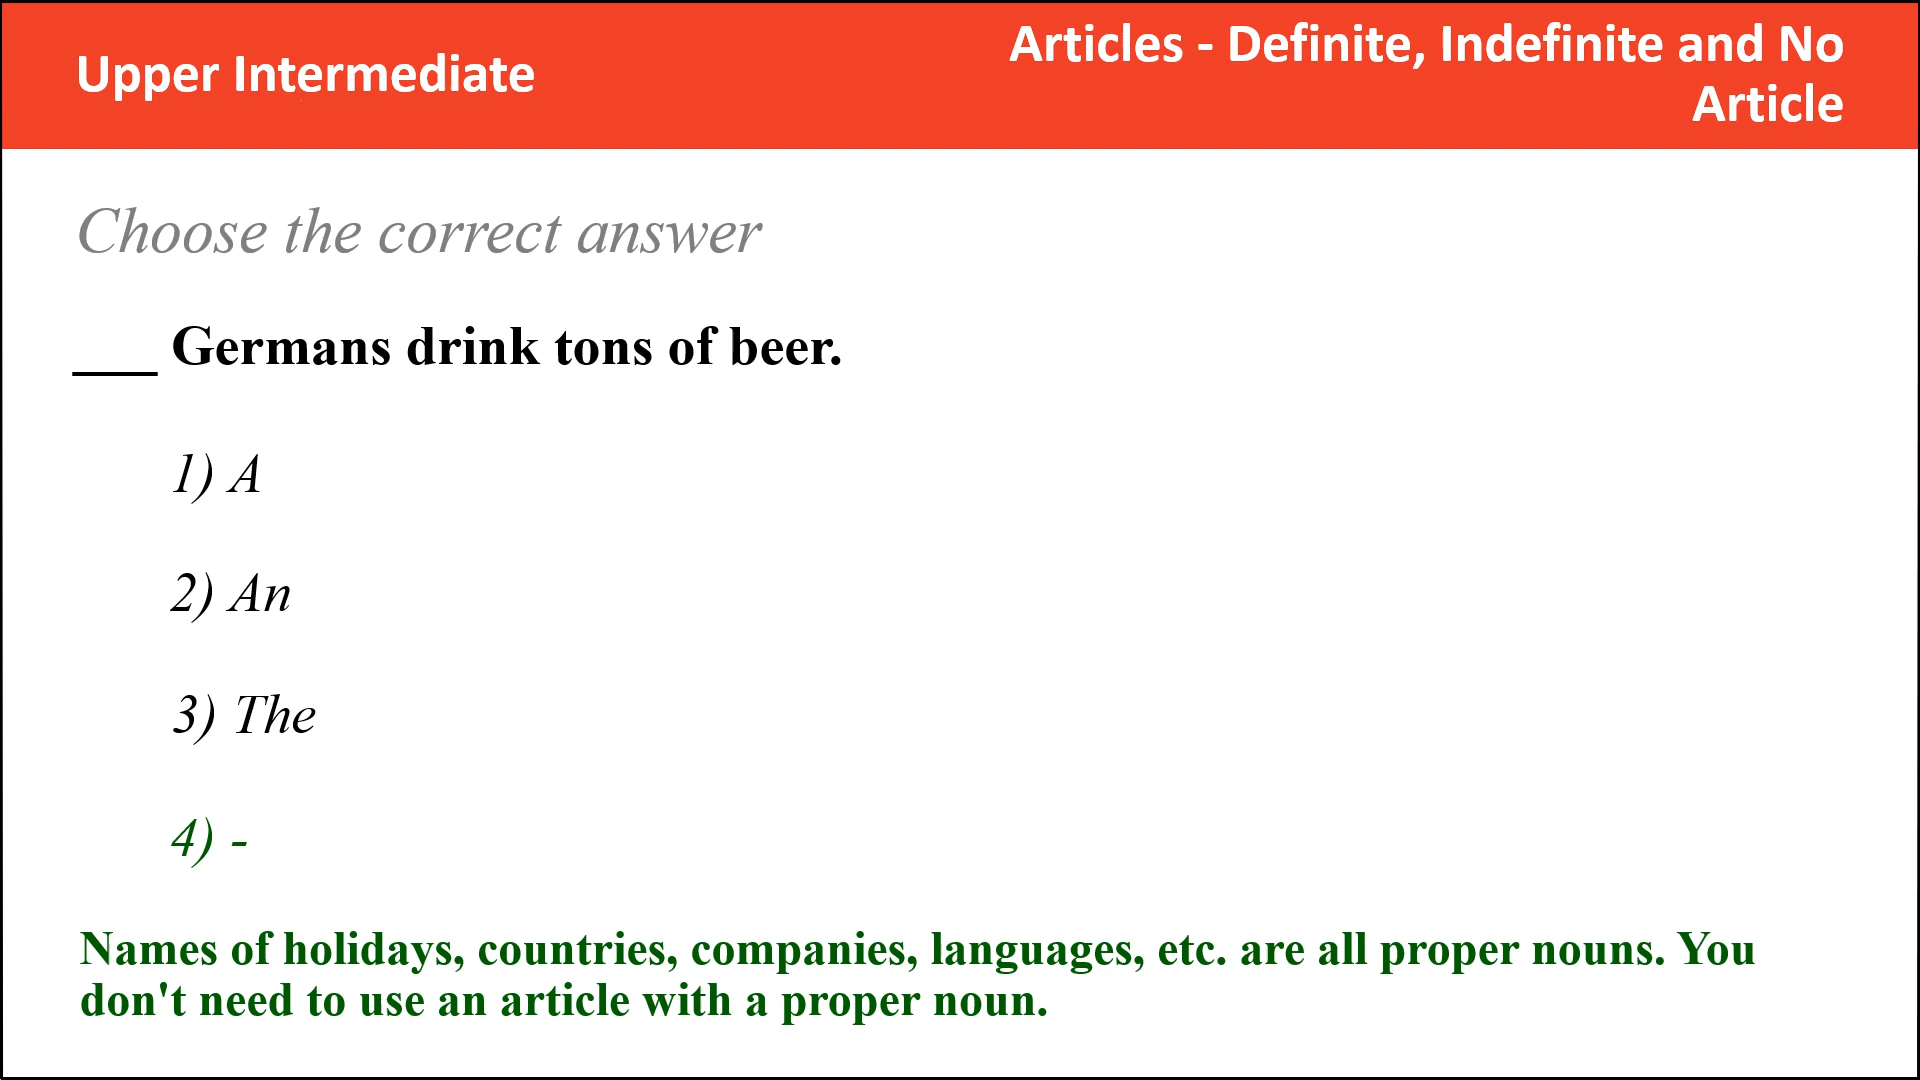 Upper Intermediate
Articles - Definite, Indefinite and No
Article
Choose the correct answer
___ Germans drink tons of beer.
1) A
2) An
3) The
4) -
Names of holidays, countries, companies, languages, etc. are all proper nouns. You
don't need to use an article with a proper noun.